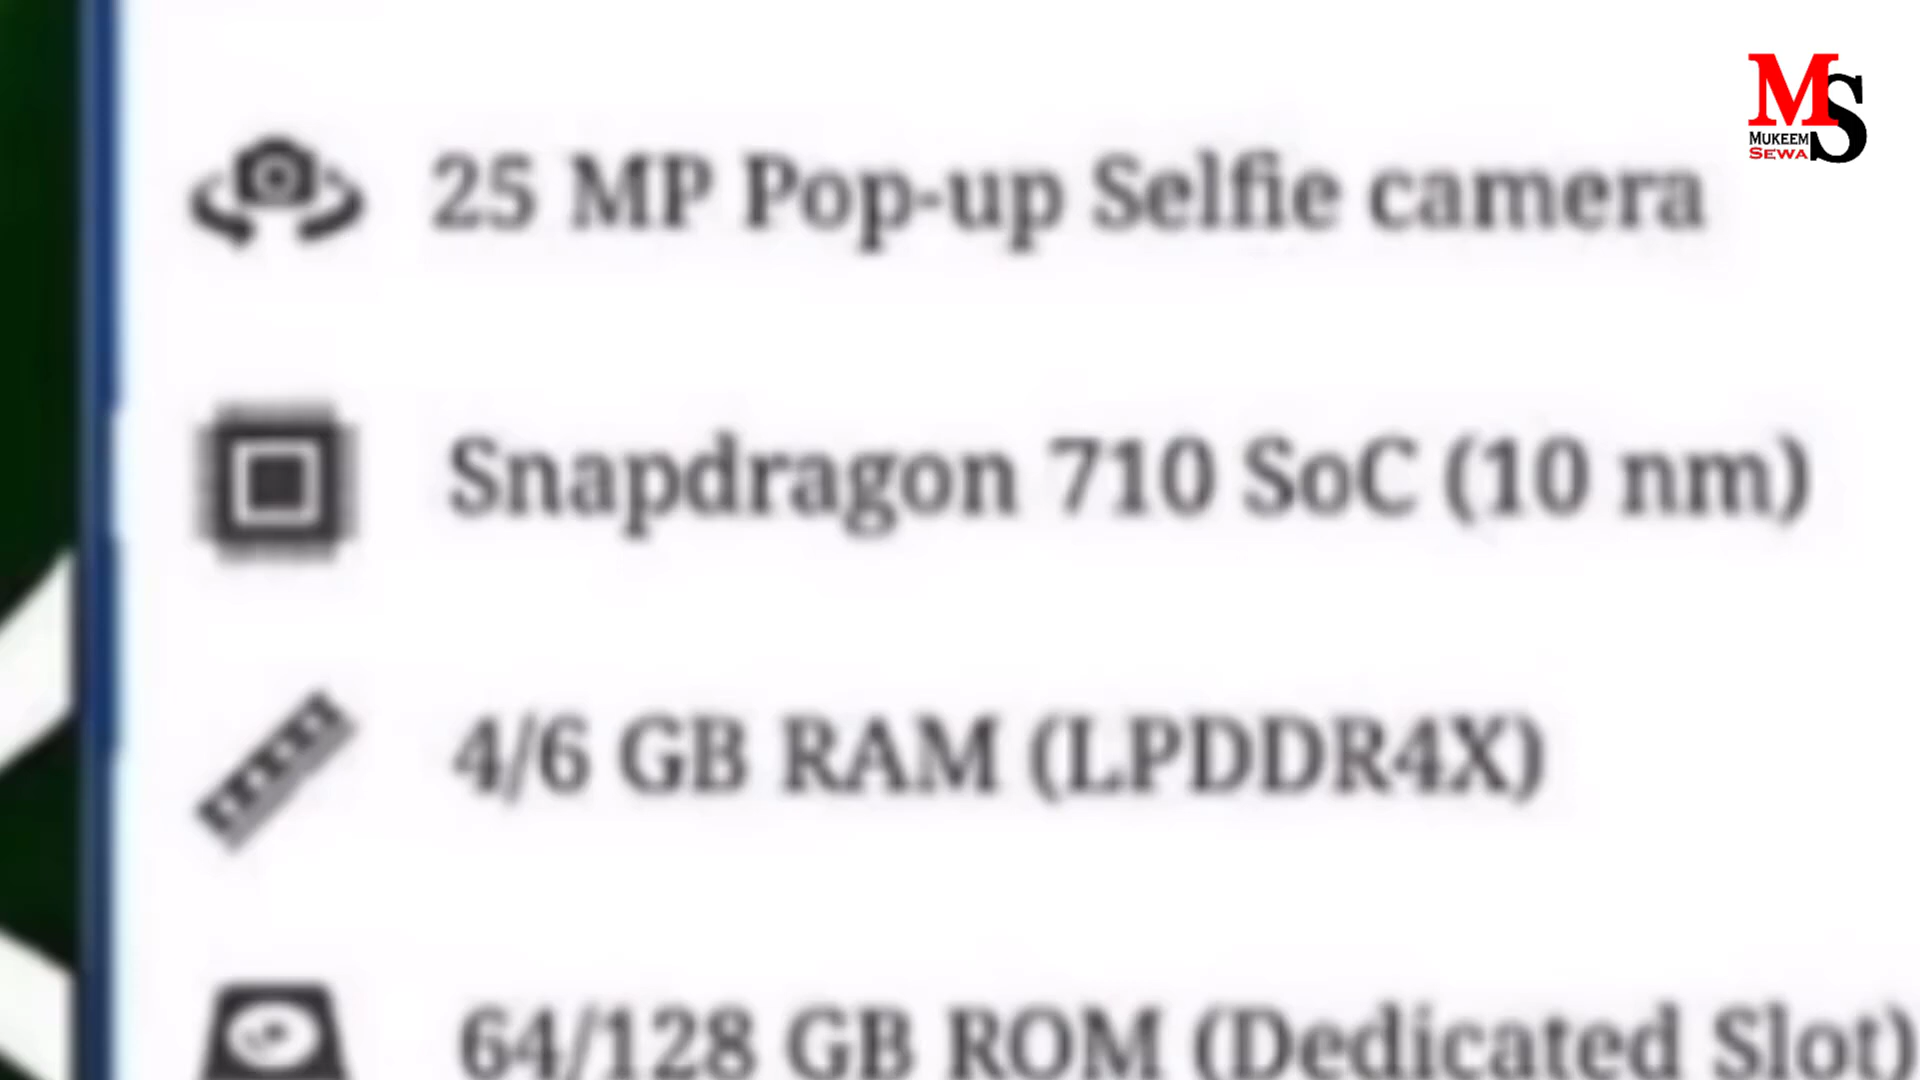 MS
MUKEEM
SEWA
25 MP Pop-up Selfie camera
Snapdragon 710 SoC (10 nm)
4/6 GB RAM (LPDDR4X)
64/128 GB ROM (Dedicated Slot)